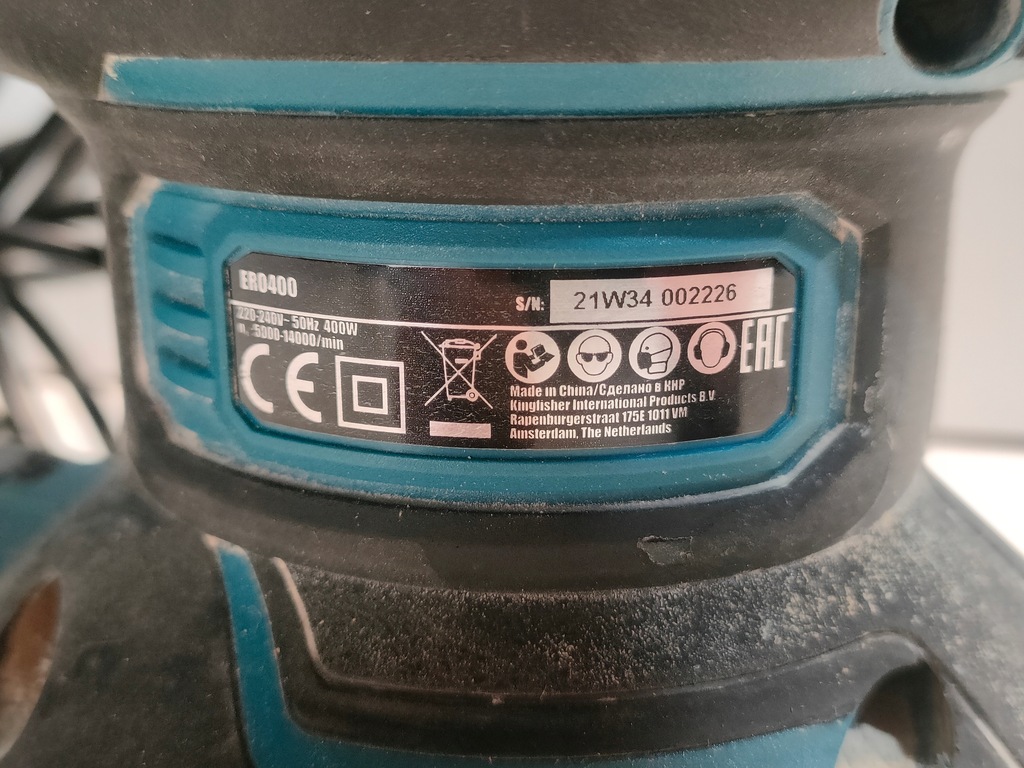 ERO400
S/N: 21W34 002226
220-240V~ 50Hz 400W
n. 5000-14000/min
CE
EAC
Made in China/Сделано в КНР
Kingfisher International Products B.V
Rapenburgerstraat 175E 1011 VM
Amsterdam, The Netherlands